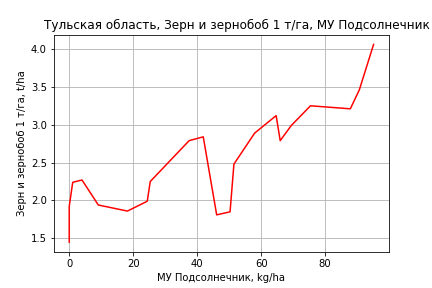 Тульская область, Зерн и зернобоб 1 т/га, МУ Подсолнечник
4.0
3.5
3.0
2.5
2.0
1.5
Зерн и зернобоб 1 т/га, t/ha
0 20 40 60 80
МУ Подсолнечник, kg/ha